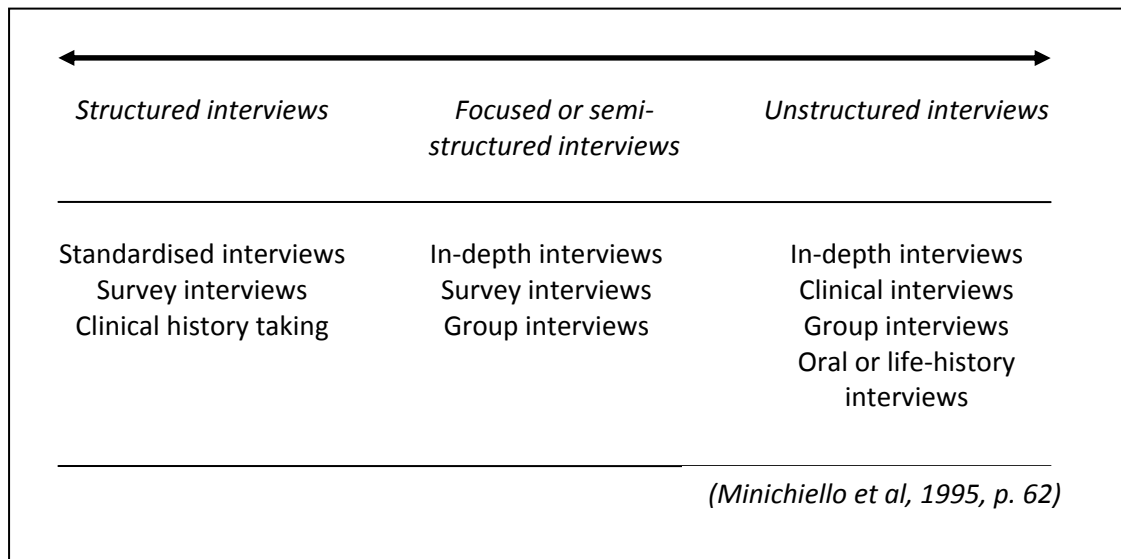 Structured interviews
Focused or semi-
structured interviews
Unstructured interviews
Standardised interviews
Survey interviews
Clinical history taking
In-depth interviews
Survey interviews
Group interviews
In-depth interviews
Clinical interviews
Group interviews
Oral or life-history
interviews
(Minichiello et al, 1995, p. 62)